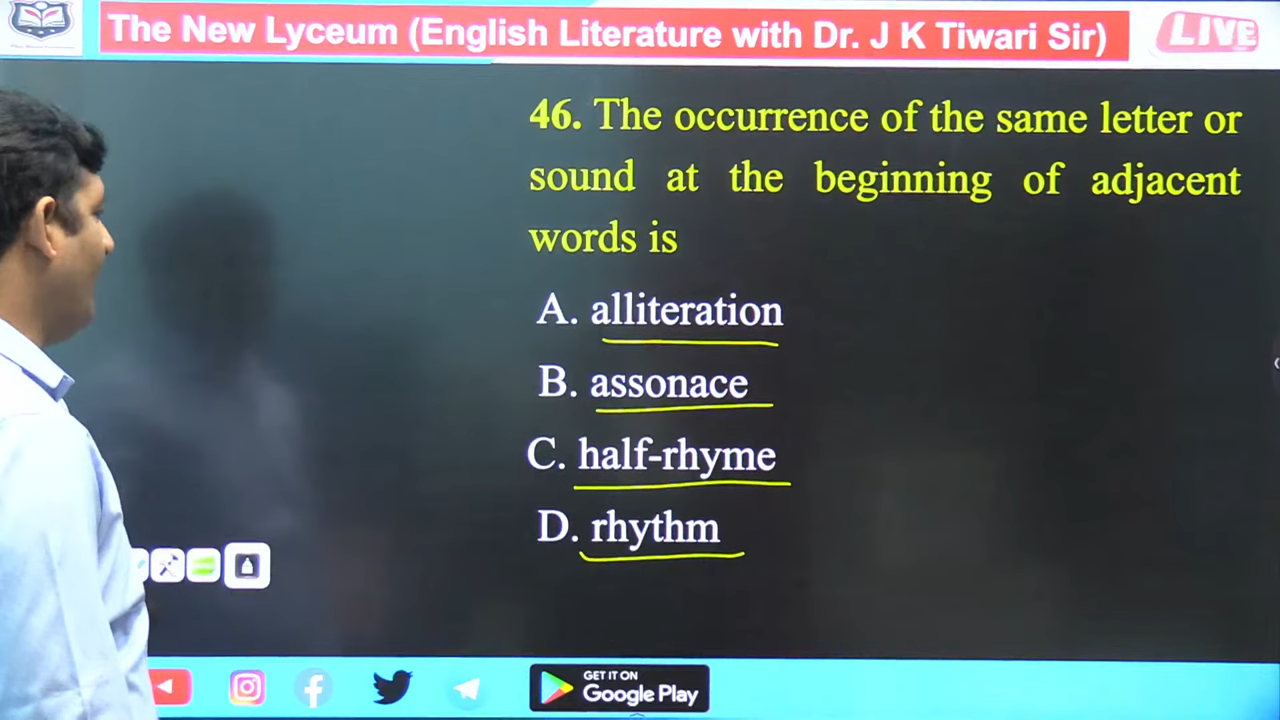 The New Lyceum (English Literature with Dr. J K Tiwari Sir)
LIVE
46. The occurrence of the same letter or
sound at the beginning of adjacent
words is
A. alliteration
B. assonace
C. half-rhyme
D. rhythm
GET IT ON
Google Play